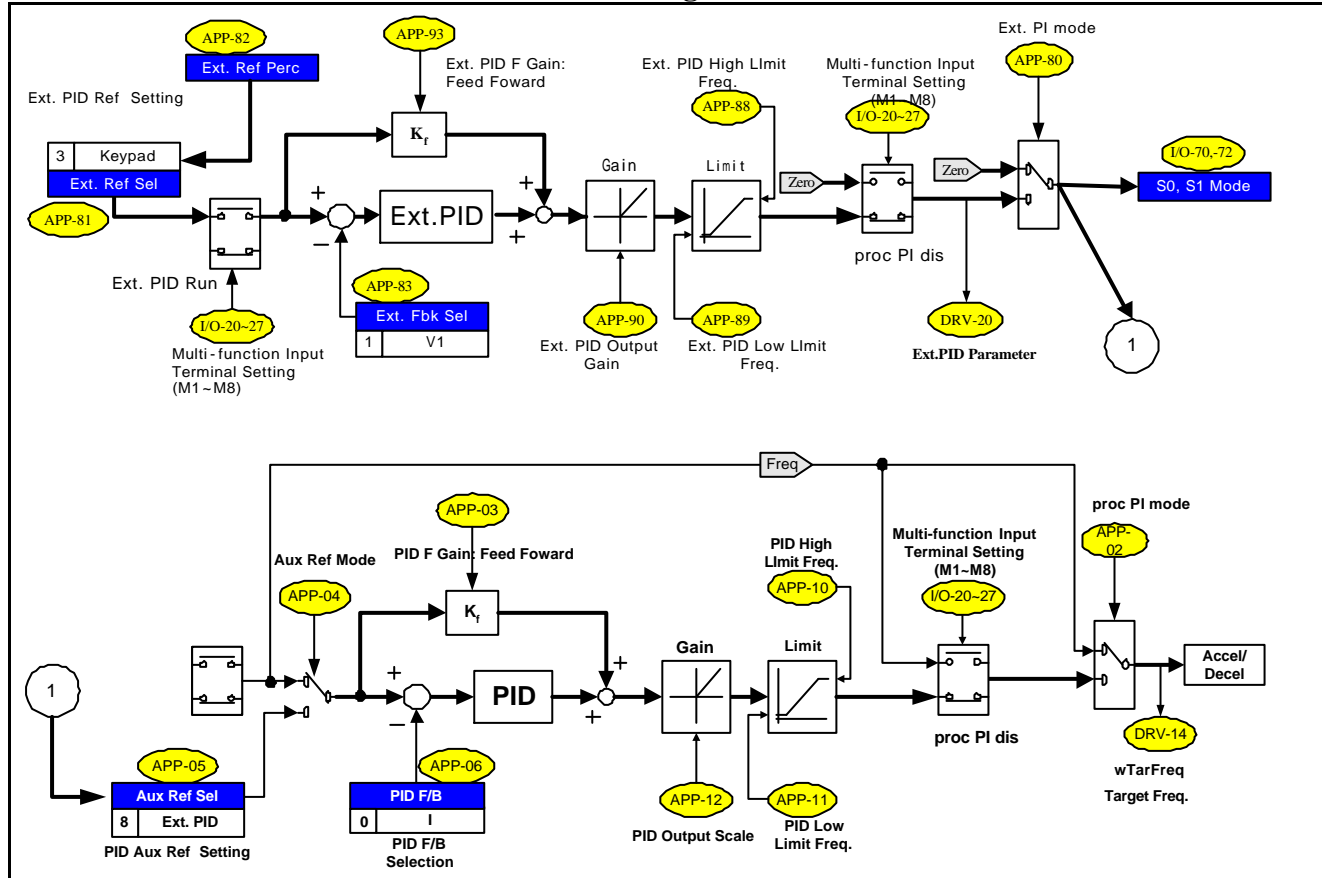 APP-82
Ext. Ref Perc
Ext. PID Ref Setting
3 Keypad
Ext. Ref Sel
APP-81
Ext. PID Run
I/O-20~27
Multi-function Input
Terminal Setting
(M1~M8)
APP-93
Ext. PID F Gain:
Feed Foward
Kf
+
−
Ext.PID
+
+
APP-83
Ext. Fbk Sel
1 V1
Gain
APP-90
Ext. PID Output
Gain
Ext. PID High LImit
Freq.
APP-88
Limit
APP-89
Ext. PID Low LImit
Freq.
Multi-function Input
Terminal Setting
(M1~M8)
I/O-20~27
Zero
proc PI dis
DRV-20
Ext.PID Parameter
Ext. PI mode
APP-80
Zero
I/O-70,-72
S0, S1 Mode
1
Freq
1
Aux Ref Mode
APP-04
APP-05
Aux Ref Sel
8 Ext. PID
PID Aux Ref Setting
APP-03
PID F Gain: Feed Foward
Kf
+
−
PID
+
+
APP-06
PID F/B
0 I
PID F/B
Selection
Gain
APP-12
PID Output Scale
PID High
LImit Freq.
APP-10
Limit
APP-11
PID Low
Limit Freq.
Multi-function Input
Terminal Setting
(M1~M8)
I/O-20~27
proc PI dis
proc PI mode
APP-
02
Accel/
Decel
DRV-14
wTarFreq
Target Freq.